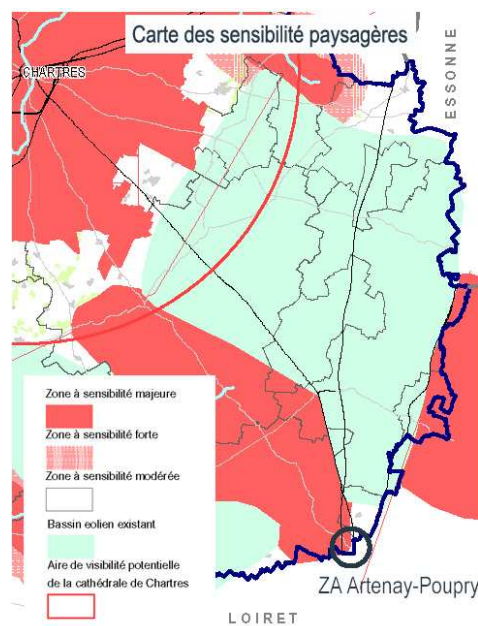 Carte des sensibilité paysagères
CHARTRES
ESSONNE
Zone à sensibilité majeure
Zone à sensibilité forte
Zone à sensibilité modérée
Bassin eolien existant
Aire de visibilité potentielle
de la cathédrale de Chartres
ZA Artenay-Poupry
LOIRET